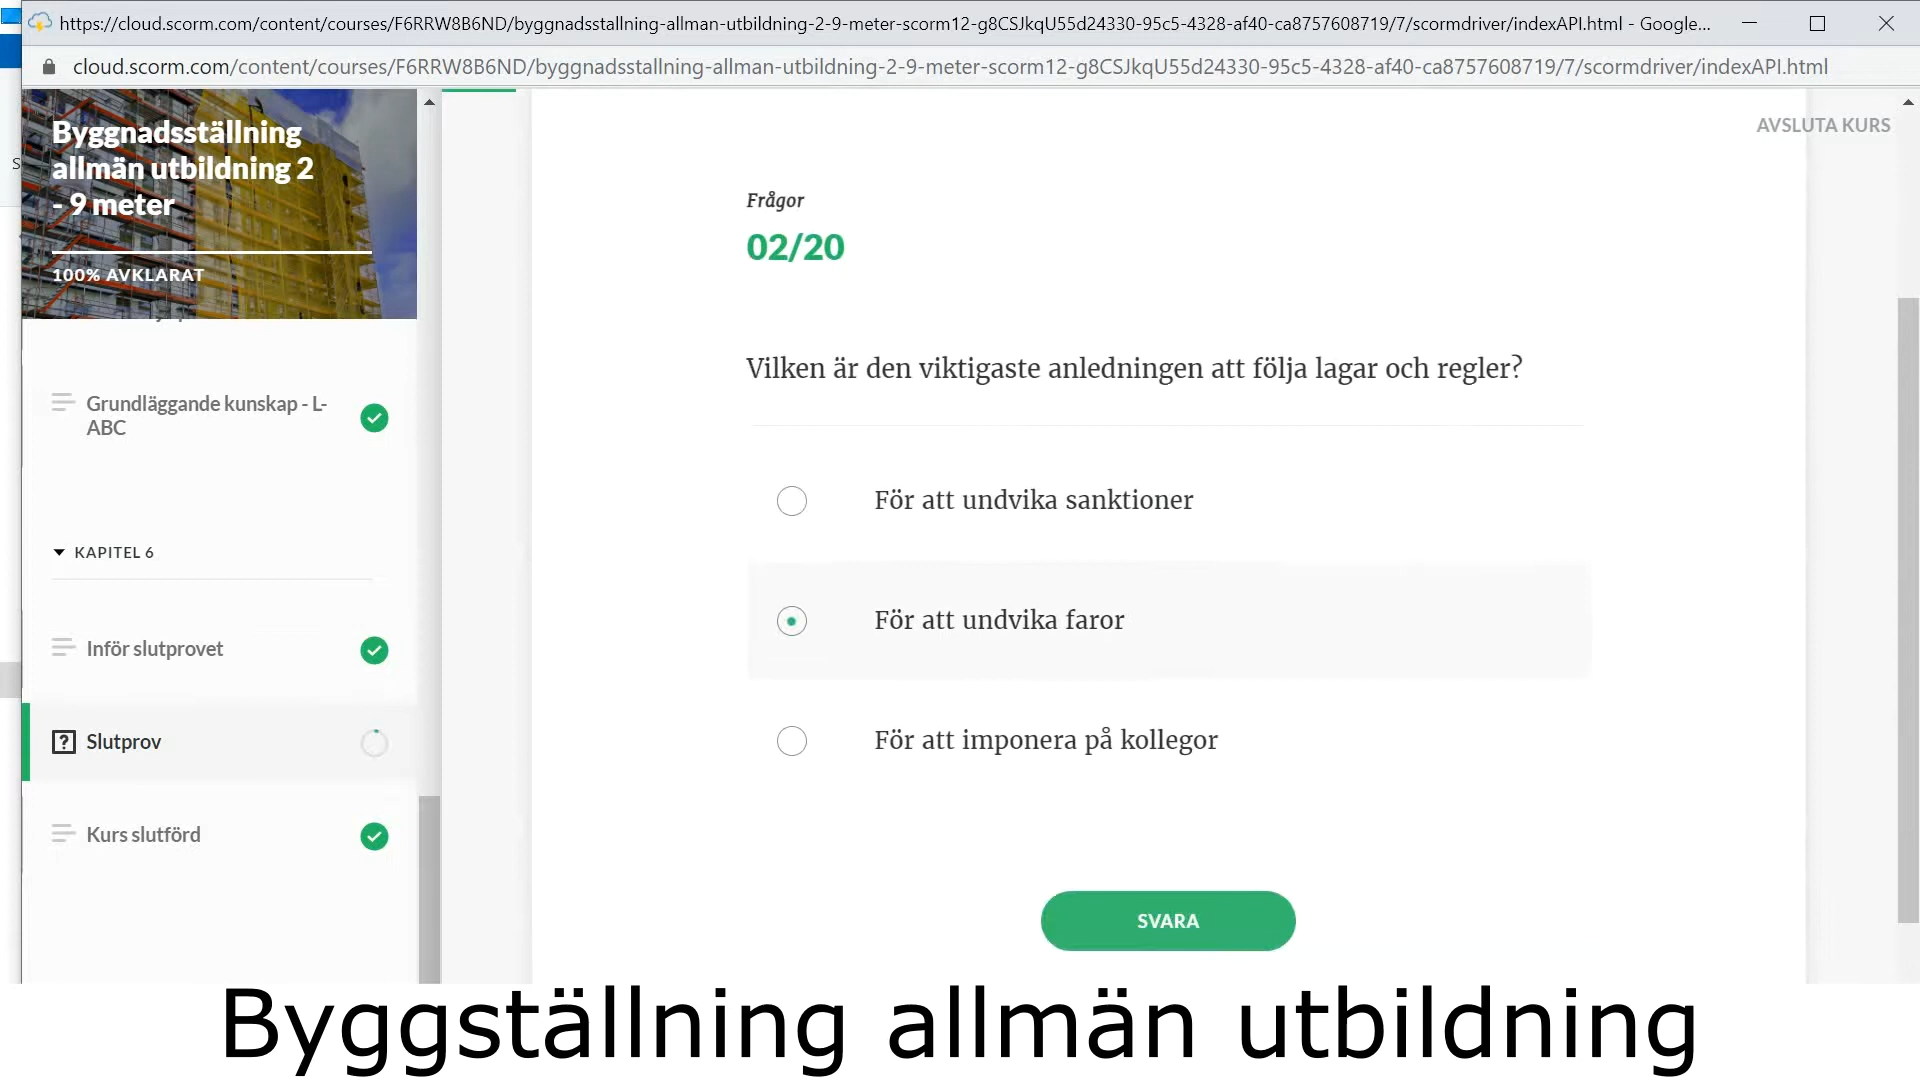 https://cloud.scorm.com/content/courses/F6RRW8B6ND/byggnadsstallning-allman-utbildning-2-9-meter-scorm12-g8CSJkqU55d24330-95c5-4328-af40-ca8757608719/7/scormdriver/indexAPI.html - Google...
cloud.scorm.com/content/courses/F6RRW8B6ND/byggnadsstallning-allman-utbildning-2-9-meter-scorm12-g8CSJkqU55d24330-95c5-4328-af40-ca8757608719/7/scormdriver/indexAPI.html
Byggnadsställning
allmän utbildning 2
- 9 meter
100% AVKLARAT
Grundläggande kunskap - L-
ABC
KAPITEL 6
Inför slutprovet
Slutprov
Kurs slutförd
AVSLUTA KURS
Frågor
02/20
Vilken är den viktigaste anledningen att följa lagar och regler?
För att undvika sanktioner
För att undvika faror
För att imponera på kollegor
SVARA
Byggställning allmän utbildning